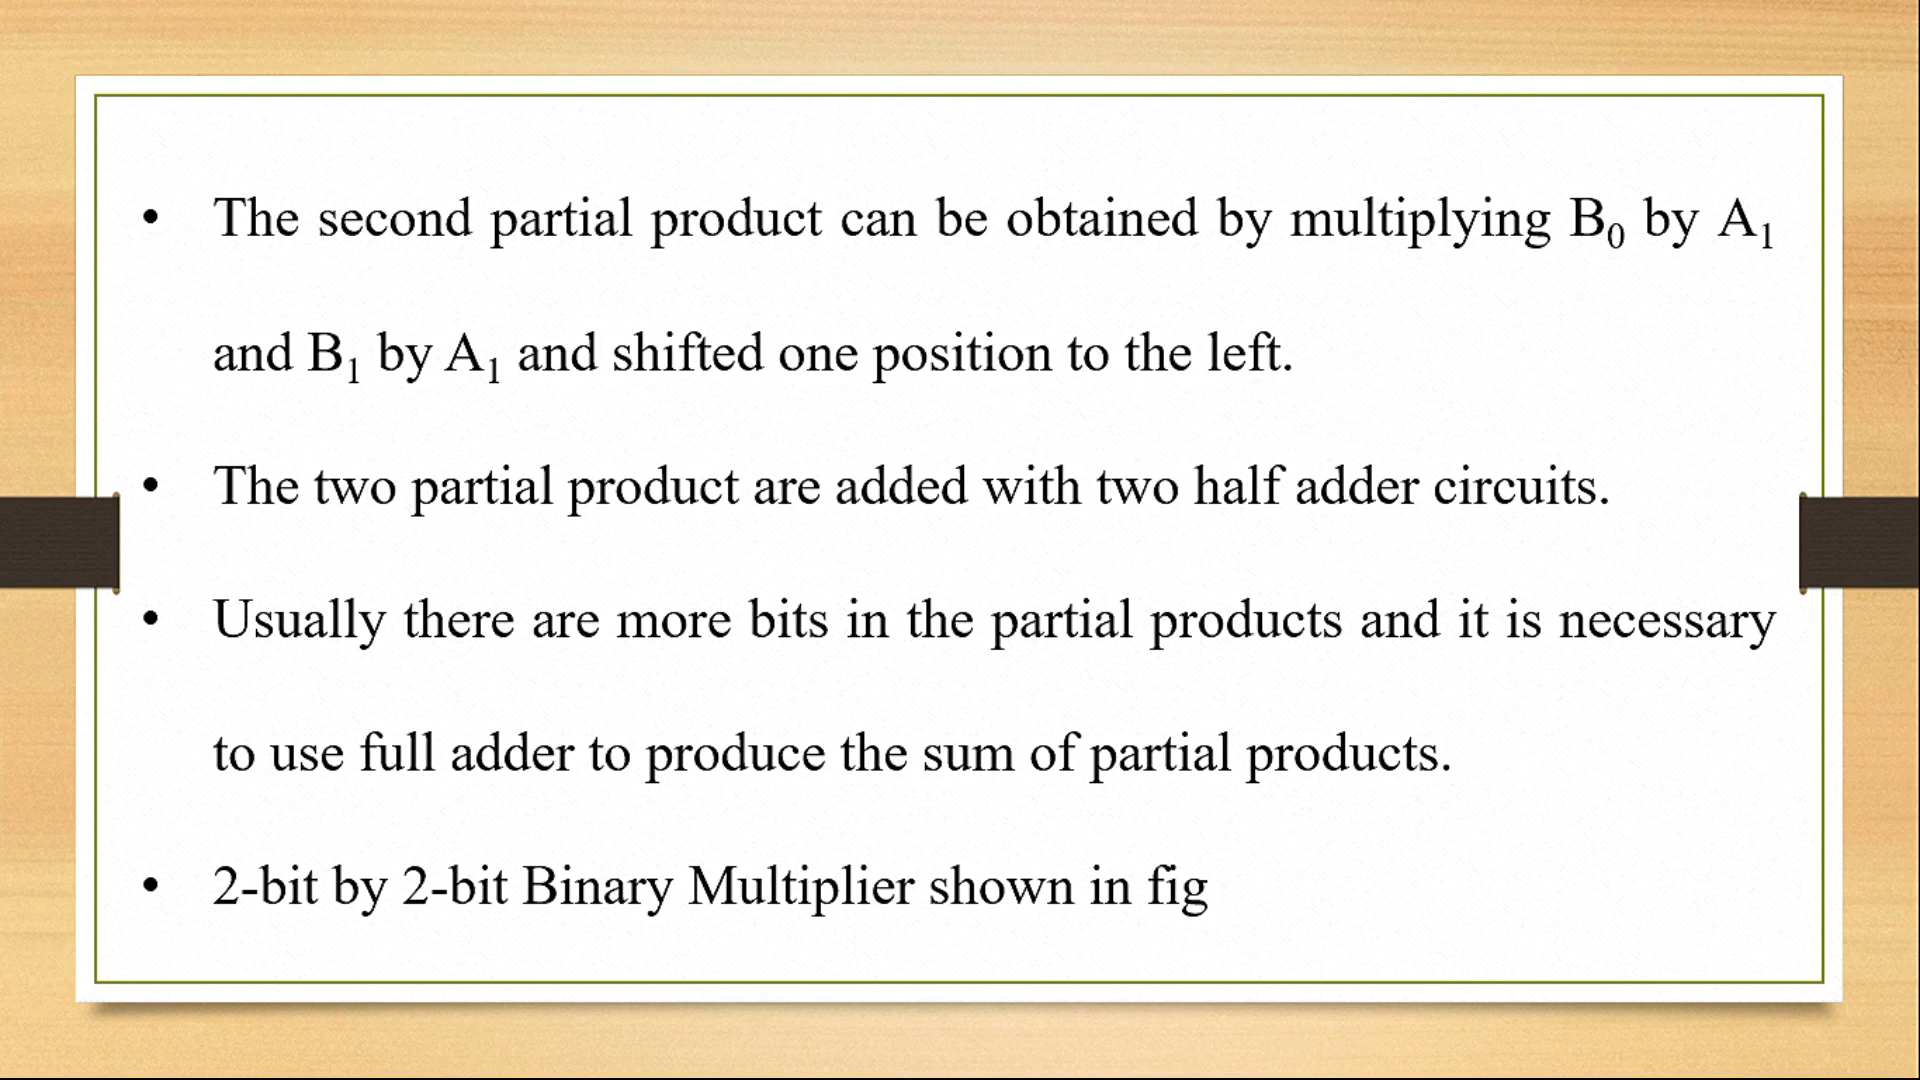 • The second partial product can be obtained by multiplying B₀ by A₁
and B₁ by A₁ and shifted one position to the left.
• The two partial product are added with two half adder circuits.
• Usually there are more bits in the partial products and it is necessary
to use full adder to produce the sum of partial products.
• 2-bit by 2-bit Binary Multiplier shown in fig